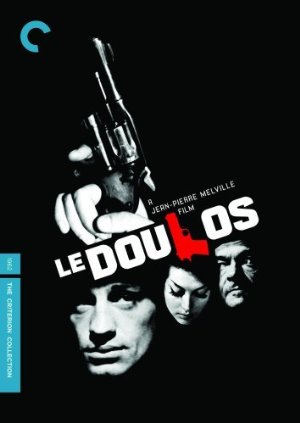 A
JEAN-PIERRE MELVILLE
FILM
LE DOULOS
1962
THE CRITERION COLLECTION